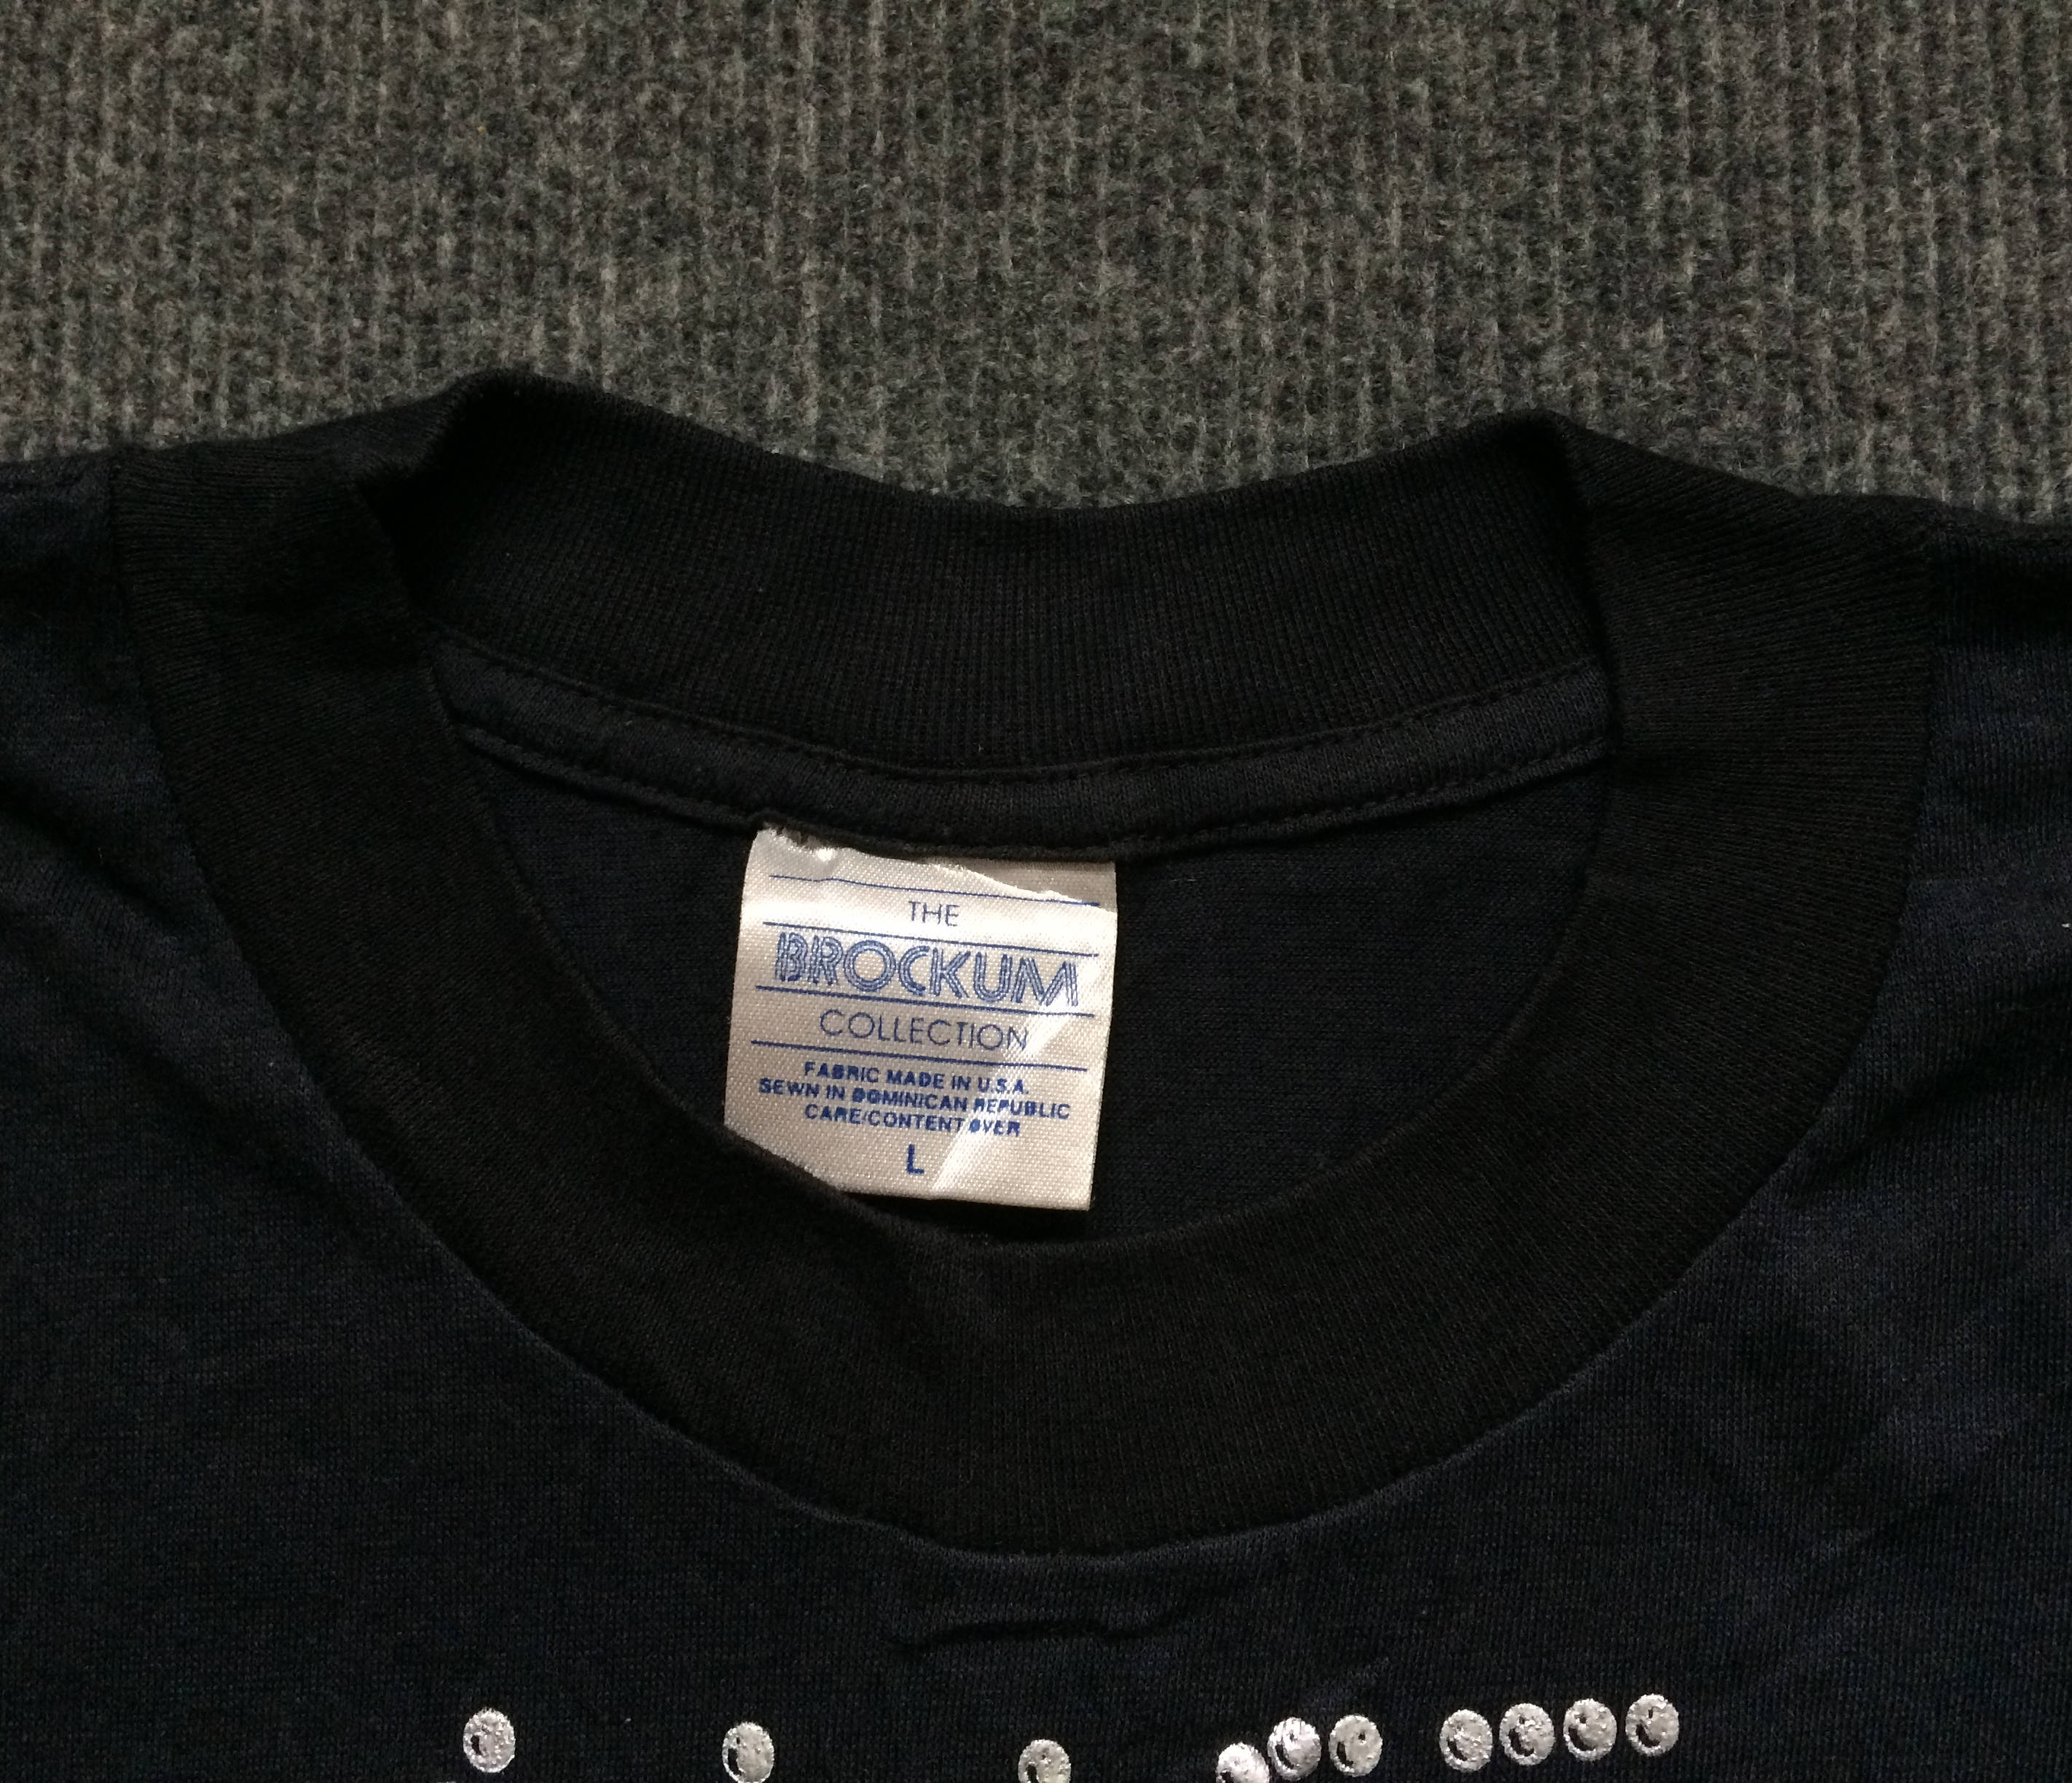 THE
BROCKUM
COLLECTION
FABRIC MADE IN U.S.A.
SEWN IN DOMINICAN REPUBLIC
CARE/CONTENT OVER
L